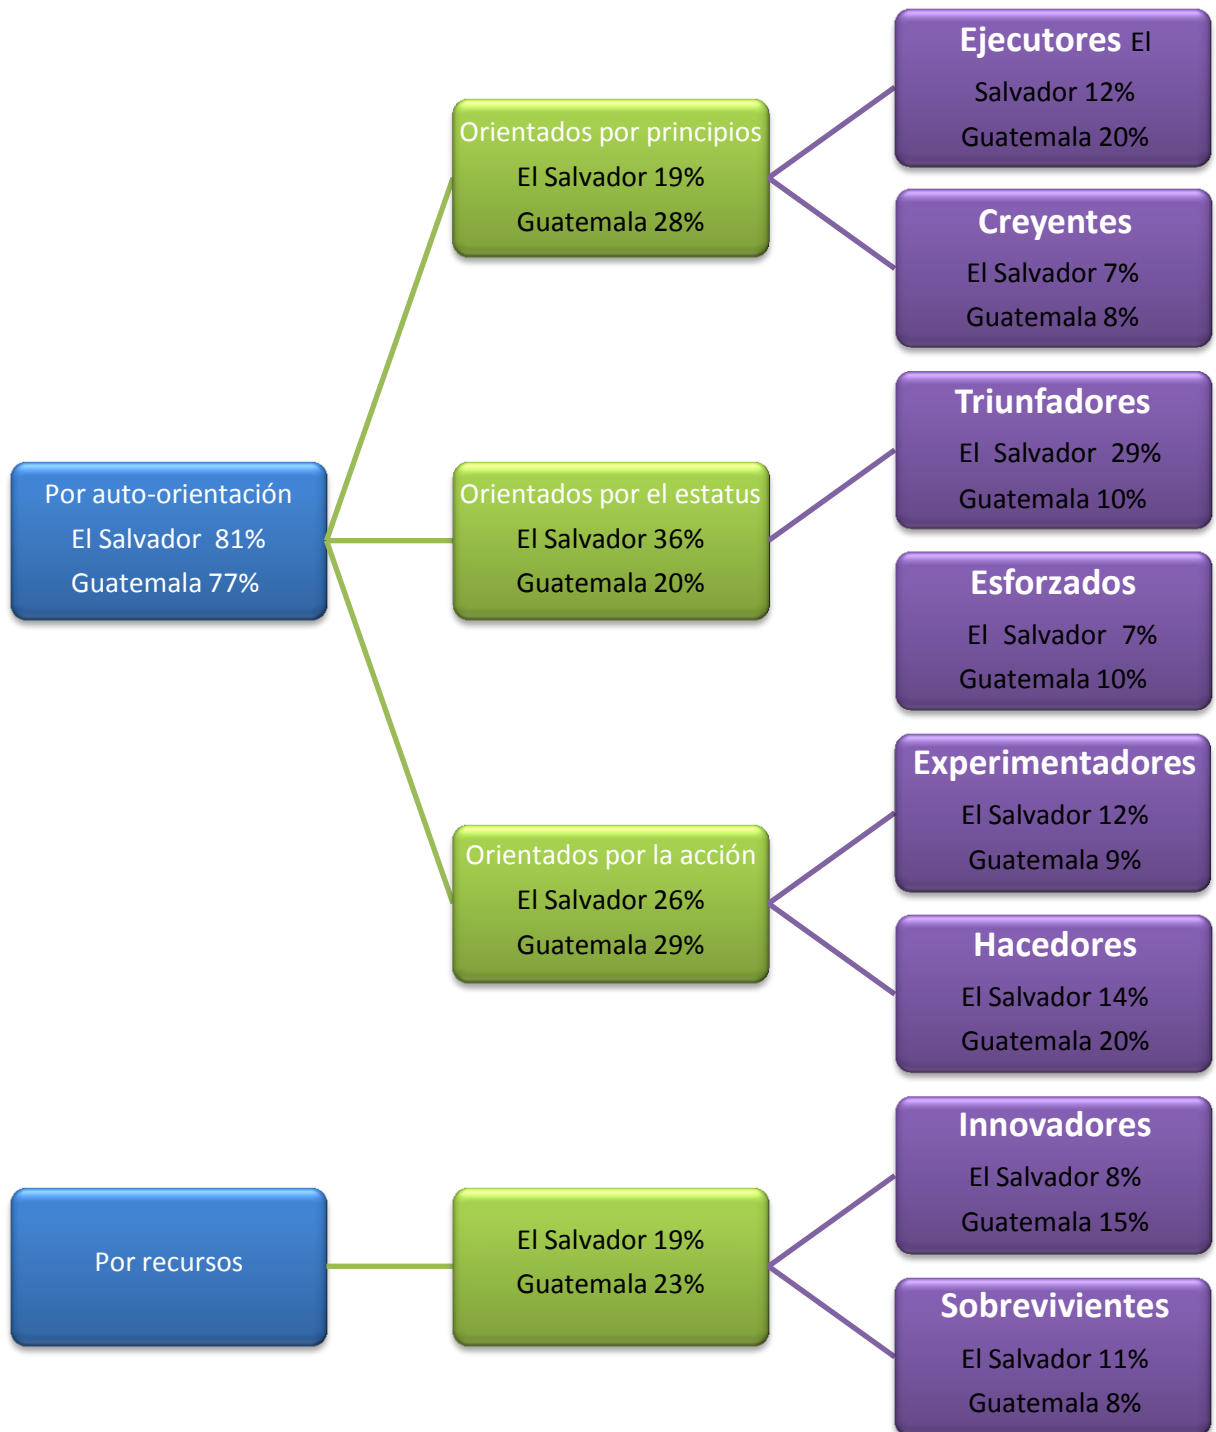 Por auto-orientación
El Salvador 81%
Guatemala 77%
Orientados por principios
El Salvador 19%
Guatemala 28%
Ejecutores El
Salvador 12%
Guatemala 20%
Creyentes
El Salvador 7%
Guatemala 8%
Orientados por el estatus
El Salvador 36%
Guatemala 20%
Triunfadores
El Salvador 29%
Guatemala 10%
Esforzados
El Salvador 7%
Guatemala 10%
Orientados por la acción
El Salvador 26%
Guatemala 29%
Experimentadores
El Salvador 12%
Guatemala 9%
Hacedores
El Salvador 14%
Guatemala 20%
Por recursos
El Salvador 19%
Guatemala 23%
Innovadores
El Salvador 8%
Guatemala 15%
Sobrevivientes
El Salvador 11%
Guatemala 8%